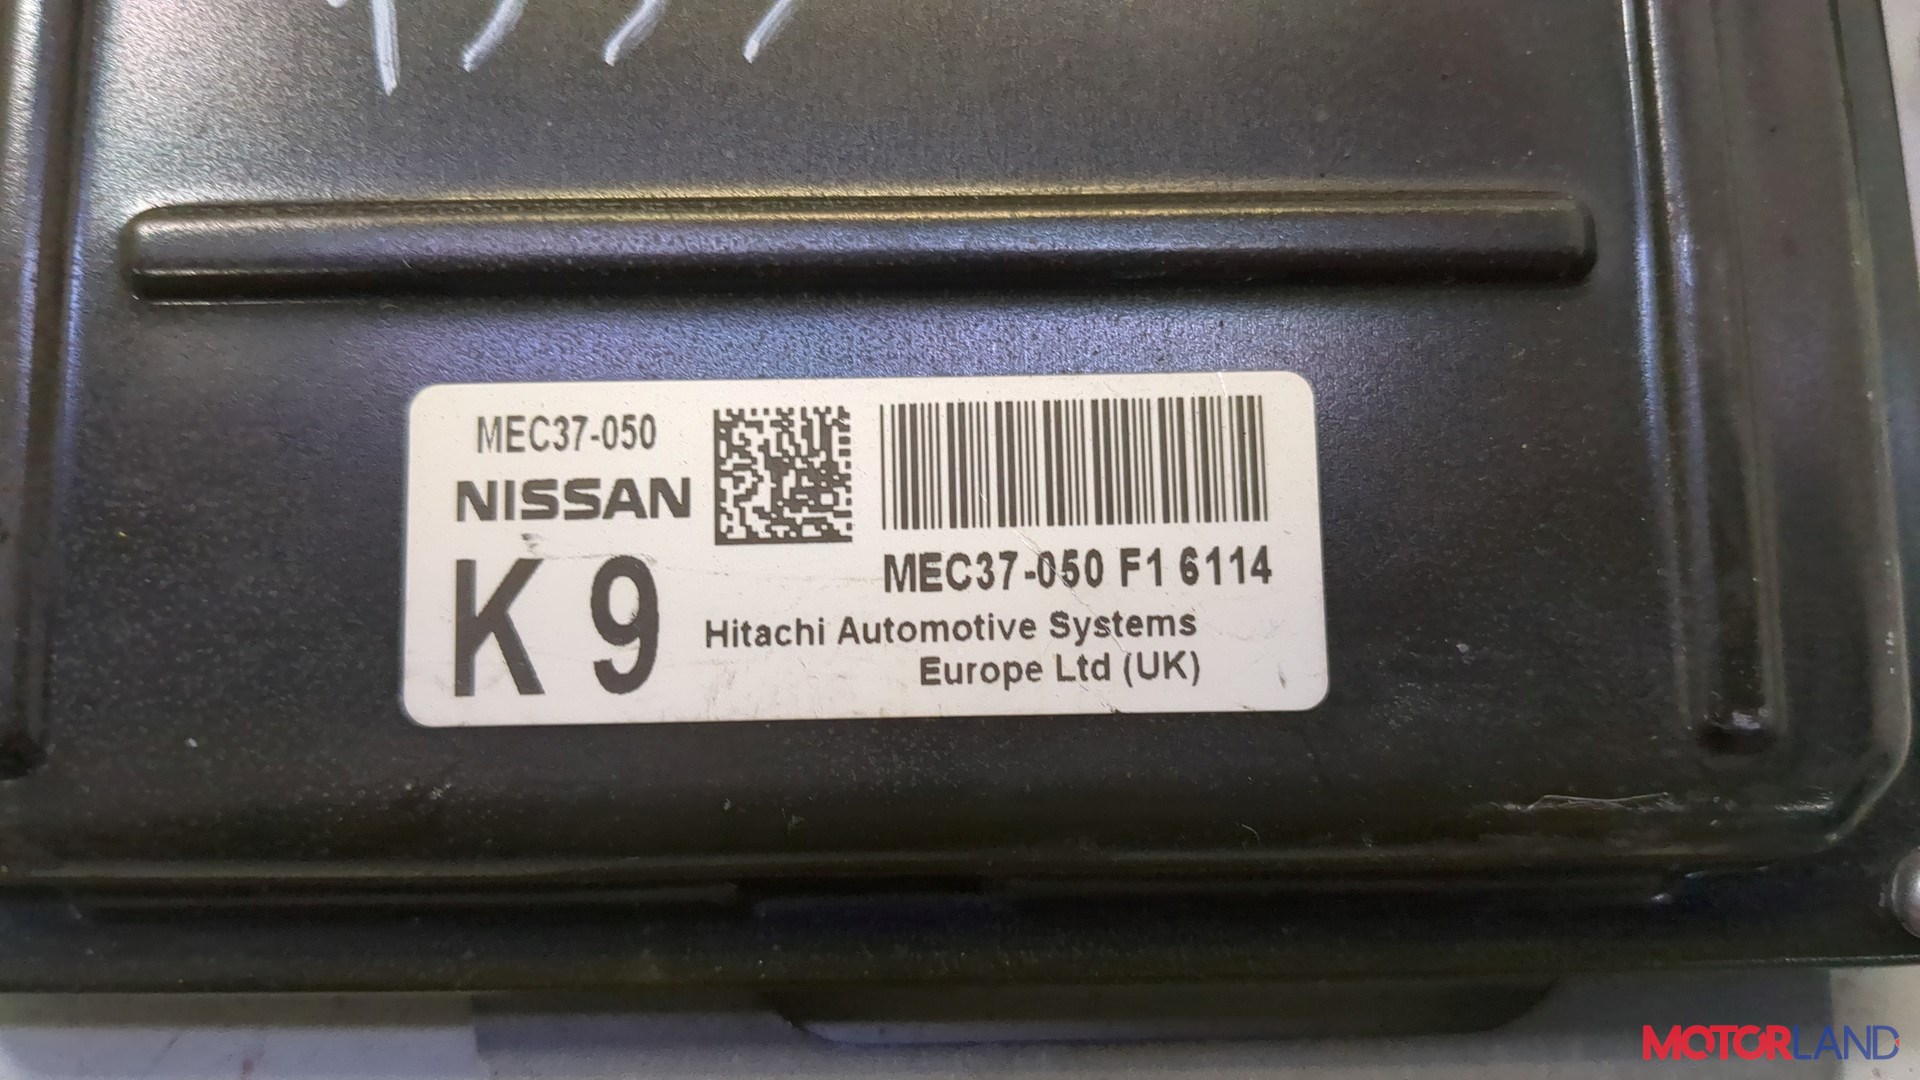 MEC37-050
NISSAN
K 9
MEC37-050 F1 6114
Hitachi Automotive Systems
Europe Ltd (UK)
MOTORLAND